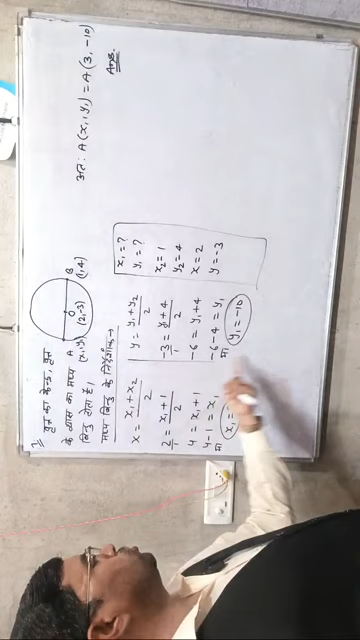 7) वृत्त का केन्द्र, वृत्त
के व्यास का मध्य
बिन्दु होता है।
A O B
(x₁,y₁) (2,-3) (1,4)
मध्य बिन्दु के निर्देशांक →
x = x₁ + x₂ / 2
2/1 = x₁ + 1 / 2
4 = x₁ + 1
4 - 1 = x₁
या
x₁ =
y = y₁ + y₂ / 2
-3/1 = y₁ + 4 / 2
-6 = y₁ + 4
-6 - 4 = y₁
या
y₁ = -10
x₁ = ?
y₁ = ?
x₂ = 1
y₂ = 4
x = 2
y = -3
अतः A(x₁, y₁) = A(3, -10)
Ans.